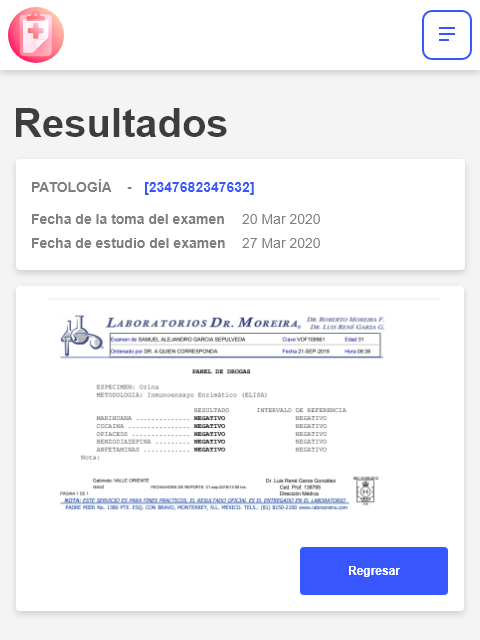 Resultados
PATOLOGÍA - [2347682347632]
Fecha de la toma del examen 20 Mar 2020
Fecha de estudio del examen 27 Mar 2020
LABORATORIOS DR. MOREIRA, DR. ROBERTO MOREIRA F.
DR. LUIS RENÉ GARZA G.
Examen de SAMUEL ALEJANDRO GARCIA SEPULVEDA Clave VOF109861 Edad 31
Ordenado por DR. A QUIEN CORRESPONDA Fecha 21-SEP-2019 Hora 08:38
PANEL DE DROGAS
ESPECIMEN: Orina
METODOLOGIA: Inmunoensayo Enzimático (ELISA)
RESULTADO INTERVALO DE REFERENCIA
MARIHUANA ............... NEGATIVO NEGATIVO
COCAINA ................. NEGATIVO NEGATIVO
OPIACEOS ................ NEGATIVO NEGATIVO
BENZODIAZEPINA .......... NEGATIVO NEGATIVO
ANFETAMINAS ............. NEGATIVO NEGATIVO
Nota:
Gabinete: VALLE ORIENTE Dr. Luis René Garza González
FECHA/HORA DE REPORTE: Ced. Prof. 138795
PAGINA 1 DE 1 Dirección Médica
NOTA: ESTE SERVICIO ES PARA FINES PRACTICOS, EL RESULTADO OFICIAL ES EL ENTREGADO EN EL LABORATORIO
PADRE MIER No. 1380 PTE. ESQ. CON BRAVO, MONTERREY, N.L. MEXICO. TELS.: (81) 8150-2100 www.labmoreira.com
Regresar